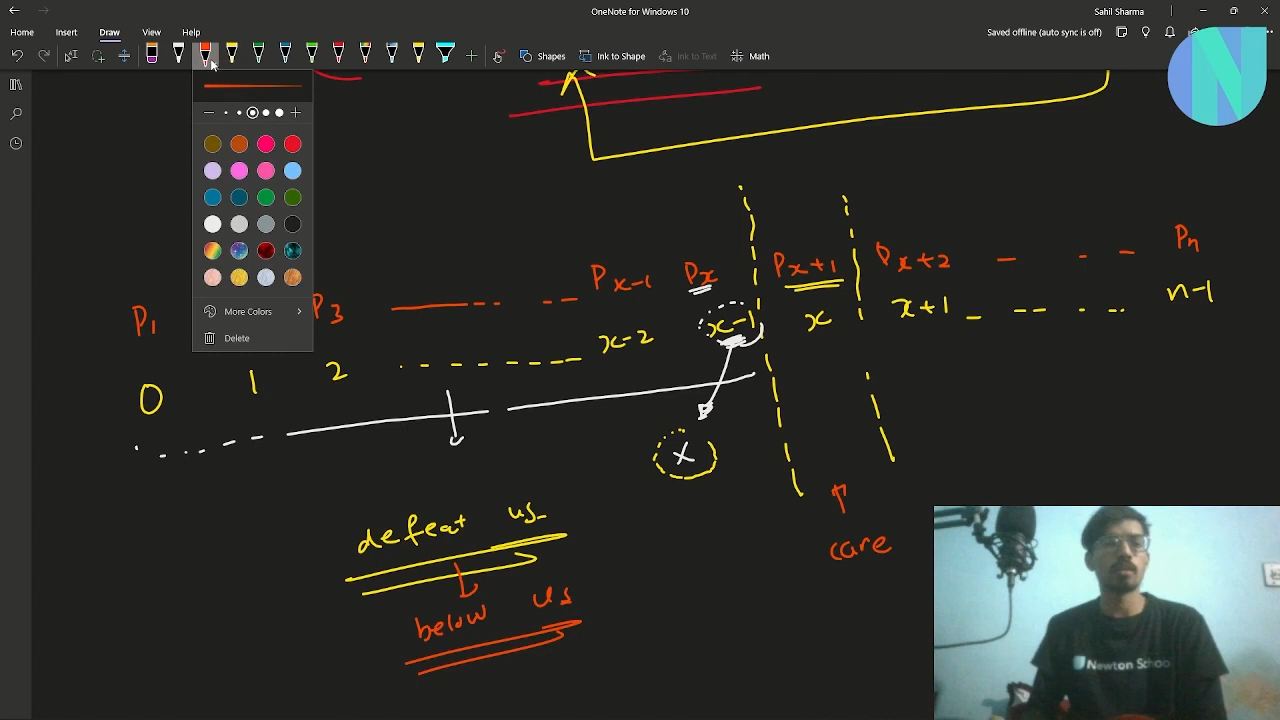 OneNote for Windows 10
Sahil Sharma
Home Insert Draw View Help
Saved offline (auto sync is off)
Shapes Ink to Shape Ink to Text Math
More Colors
Delete
P1 P3 Px-1 Px Px+1 Px+2 Pn
0 1 2 x-2 x-1 x x+1 n-1
x
defeat us
below us
care
Newton School